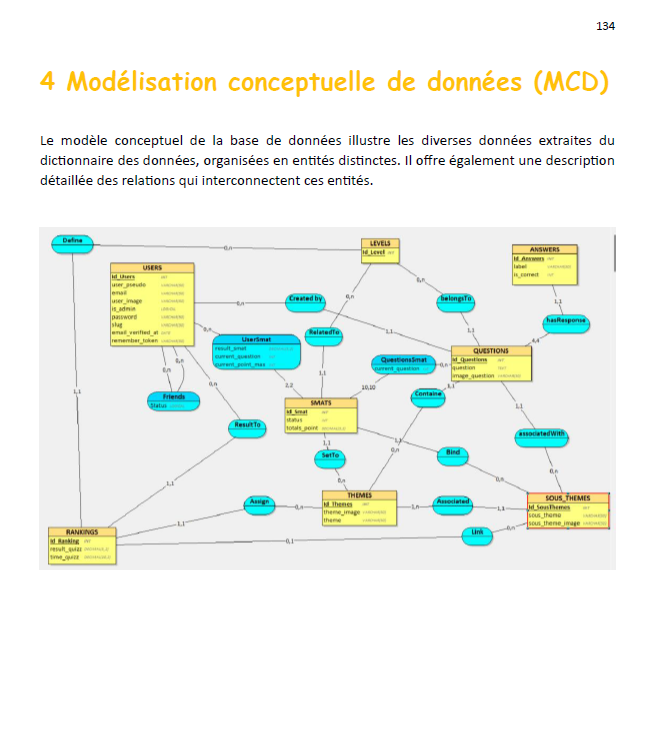 134
4 Modélisation conceptuelle de données (MCD)
Le modèle conceptuel de la base de données illustre les diverses données extraites du
dictionnaire des données, organisées en entités distinctes. Il offre également une description
détaillée des relations qui interconnectent ces entités.
Define
0,n
LEVELS
Id_Level
ANSWERS
Id_Answers
label
is_correct
USERS
Id_Users
user_pseudo
email
user_image
is_admin
password
slug
email_verified_at
remember_token
0,n
Created by
0,n
0,n
belongsTo
1,1
hasResponse
1,1
RelatedTo
1,1
4,4
0,n
UserSmat
result_smat
current_question
current_point_max
QuestionsSmat
current_question
0,n
QUESTIONS
Id_Questions
question
image_question
0,n
0,n
0,n
1,1
2,2
10,10
1,1
Friends
Status
SMATS
Id_Smat
status
totals_point
Containe
1,1
ResultTo
associatedWith
1,1
1,1
0,n
SetTo
Bind
0,n
0,n
0,n
1,1
THEMES
Id_Themes
theme_image
theme
Assign
0,n
1,n
Associated
1,1
SOUS_THEMES
Id_SousThemes
sous_theme
sous_theme_image
1,1
RANKINGS
Id_Ranking
result_quizz
time_quizz
0,1
Link
0,n